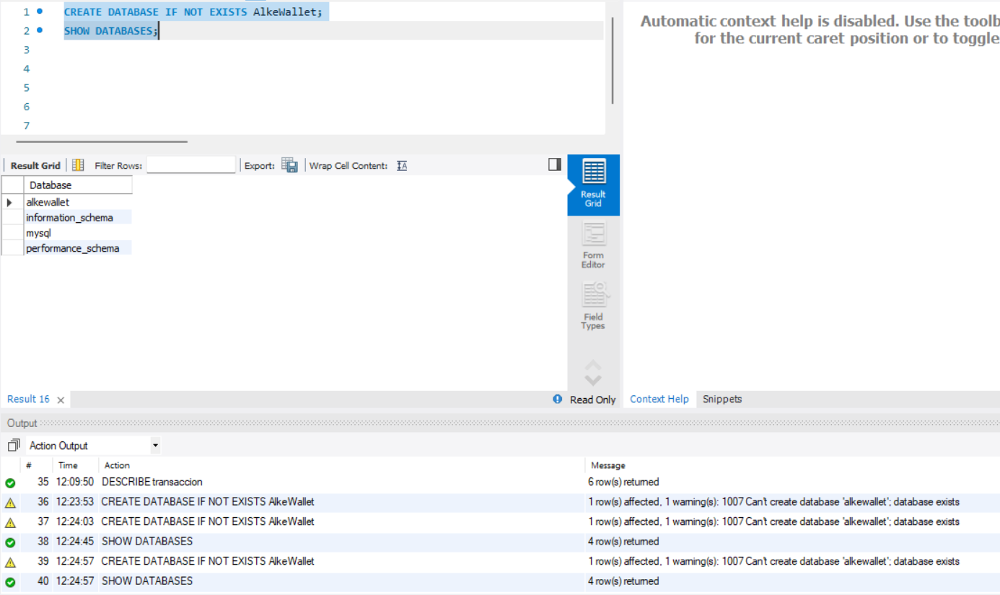 1 CREATE DATABASE IF NOT EXISTS AlkeWallet;
2 SHOW DATABASES;
3
4
5
6
7
Automatic context help is disabled. Use the toolb
for the current caret position or to toggle
Result Grid Filter Rows: Export: Wrap Cell Content: IA
Database
alkewallet
information_schema
mysql
performance_schema
Result
Grid
Form
Editor
Field
Types
Result 16 × Read Only Context Help Snippets
Output
Action Output
# Time Action Message
35 12:09:50 DESCRIBE transaccion 6 row(s) returned
36 12:23:53 CREATE DATABASE IF NOT EXISTS AlkeWallet 1 row(s) affected, 1 warning(s): 1007 Can't create database 'alkewallet'; database exists
37 12:24:03 CREATE DATABASE IF NOT EXISTS AlkeWallet 1 row(s) affected, 1 warning(s): 1007 Can't create database 'alkewallet'; database exists
38 12:24:45 SHOW DATABASES 4 row(s) returned
39 12:24:57 CREATE DATABASE IF NOT EXISTS AlkeWallet 1 row(s) affected, 1 warning(s): 1007 Can't create database 'alkewallet'; database exists
40 12:24:57 SHOW DATABASES 4 row(s) returned